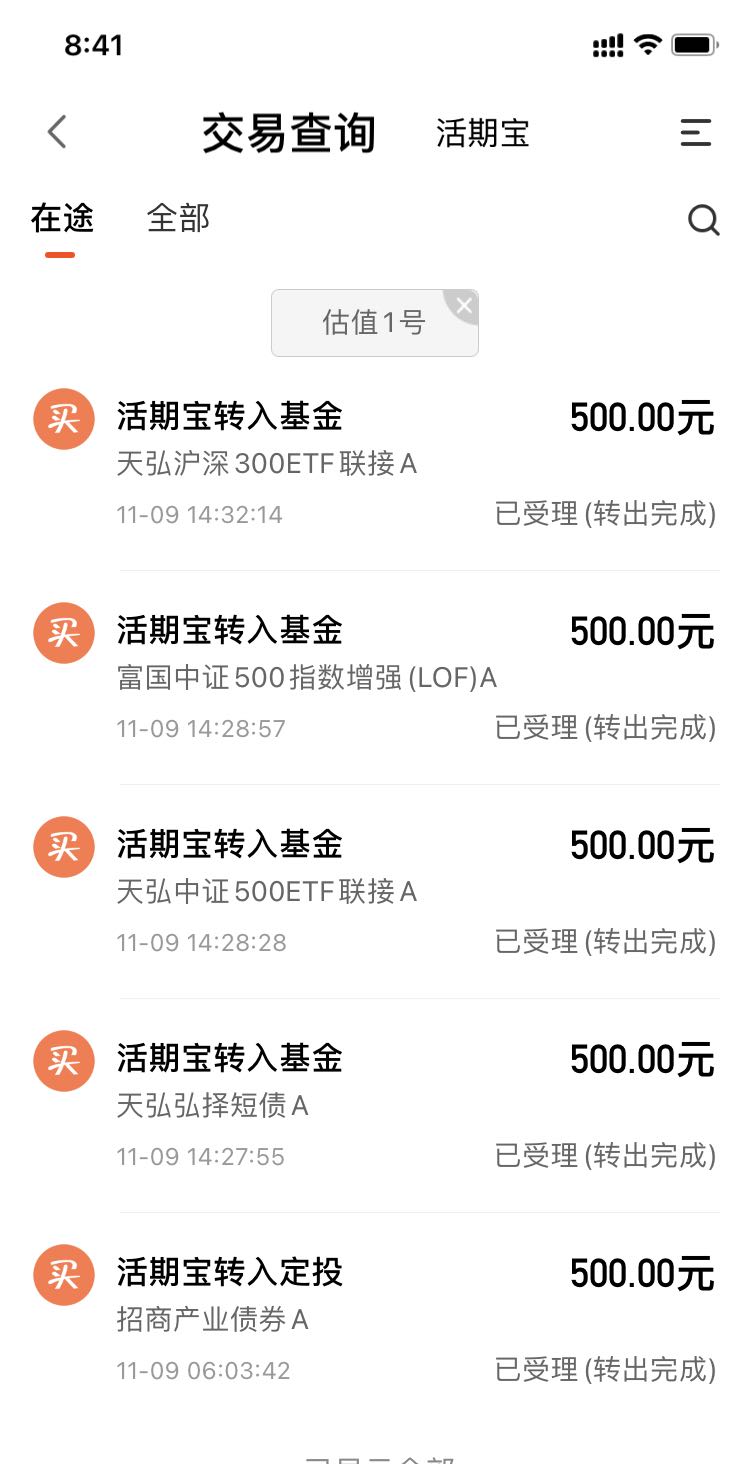 8:41
交易查询 活期宝
在途 全部
估值1号
买 活期宝转入基金 500.00元
天弘沪深300ETF联接A
11-09 14:32:14 已受理(转出完成)
买 活期宝转入基金 500.00元
富国中证500指数增强(LOF)A
11-09 14:28:57 已受理(转出完成)
买 活期宝转入基金 500.00元
天弘中证500ETF联接A
11-09 14:28:28 已受理(转出完成)
买 活期宝转入基金 500.00元
天弘弘择短债A
11-09 14:27:55 已受理(转出完成)
买 活期宝转入定投 500.00元
招商产业债券A
11-09 06:03:42 已受理(转出完成)